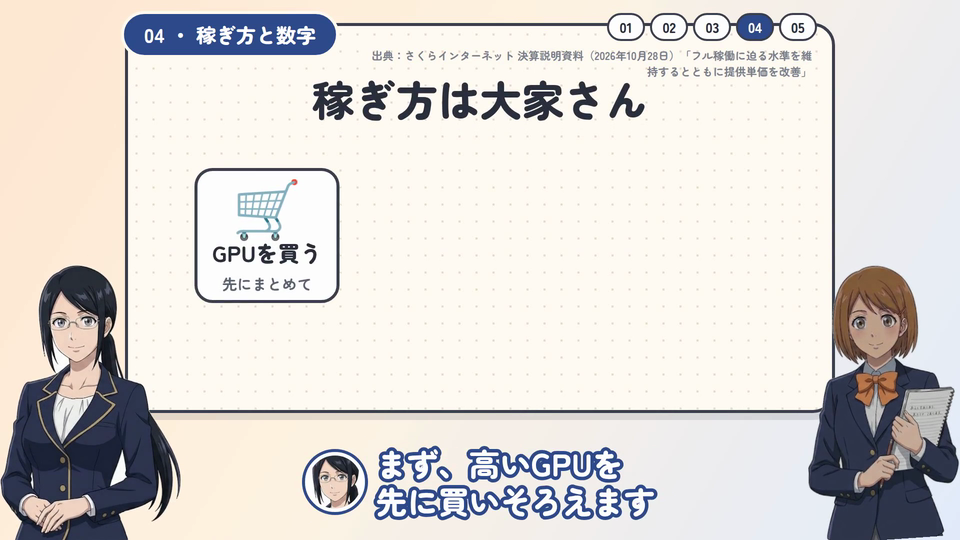 04 ・ 稼ぎ方と数字
01 02 03 04 05
出典：さくらインターネット 決算説明資料（2026年10月28日）「フル稼働に迫る水準を維
持するとともに提供単価を改善」
稼ぎ方は大家さん
GPUを買う
先にまとめて
まず、高いGPUを
先に買いそろえます